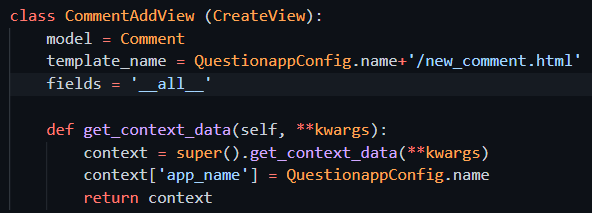 class CommentAddView (CreateView):
    model = Comment
    template_name = QuestionappConfig.name+'/new_comment.html'
    fields = '__all__'

    def get_context_data(self, **kwargs):
        context = super().get_context_data(**kwargs)
        context['app_name'] = QuestionappConfig.name
        return context